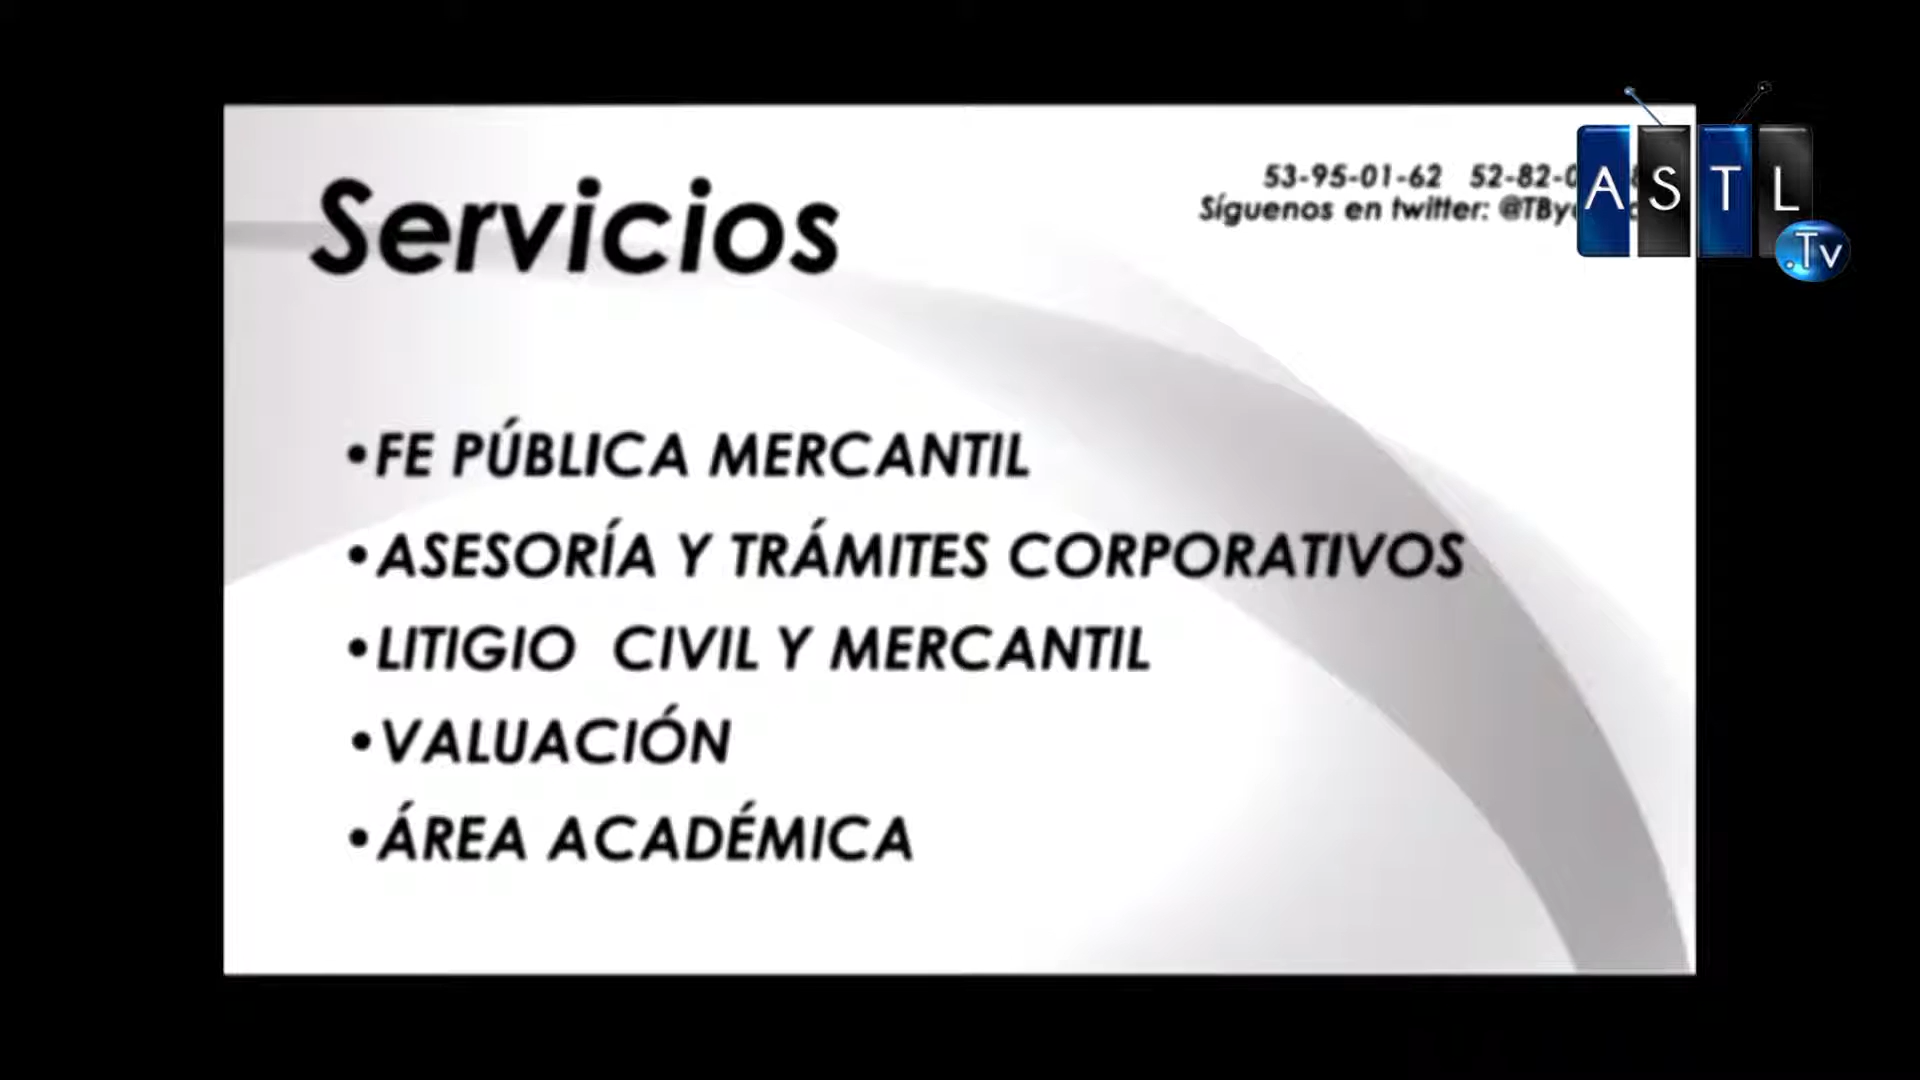 Servicios
53-95-01-62
Síguenos en twitter:
ASTL
.Tv
•FE PÚBLICA MERCANTIL
•ASESORÍA Y TRÁMITES CORPORATIVOS
•LITIGIO CIVIL Y MERCANTIL
•VALUACIÓN
•ÁREA ACADÉMICA